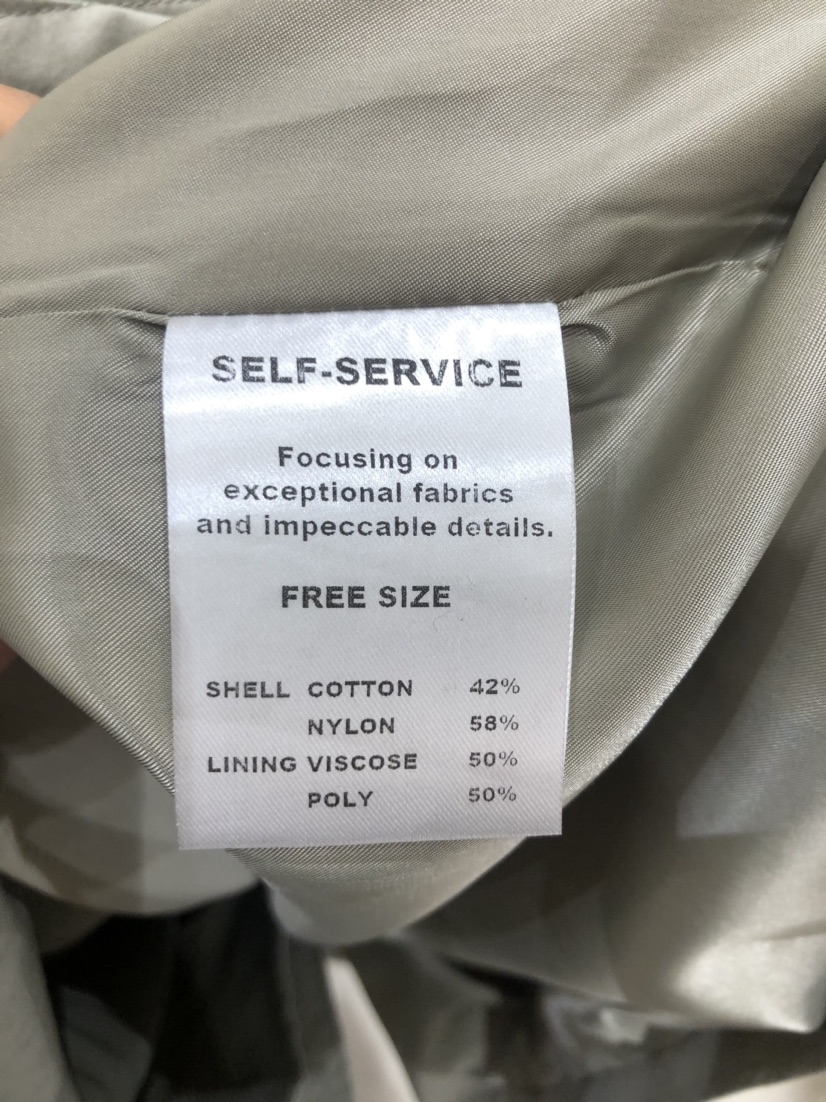 SELF-SERVICE
Focusing on
exceptional fabrics
and impeccable details.
FREE SIZE
SHELL COTTON 42%
NYLON 58%
LINING VISCOSE 50%
POLY 50%